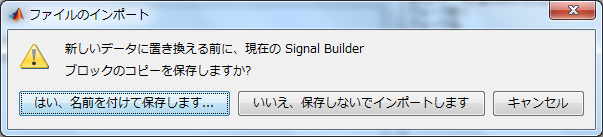 ファイルのインポート
新しいデータに置き換える前に、現在の Signal Builder
ブロックのコピーを保存しますか?
はい、名前を付けて保存します...
いいえ、保存しないでインポートします
キャンセル